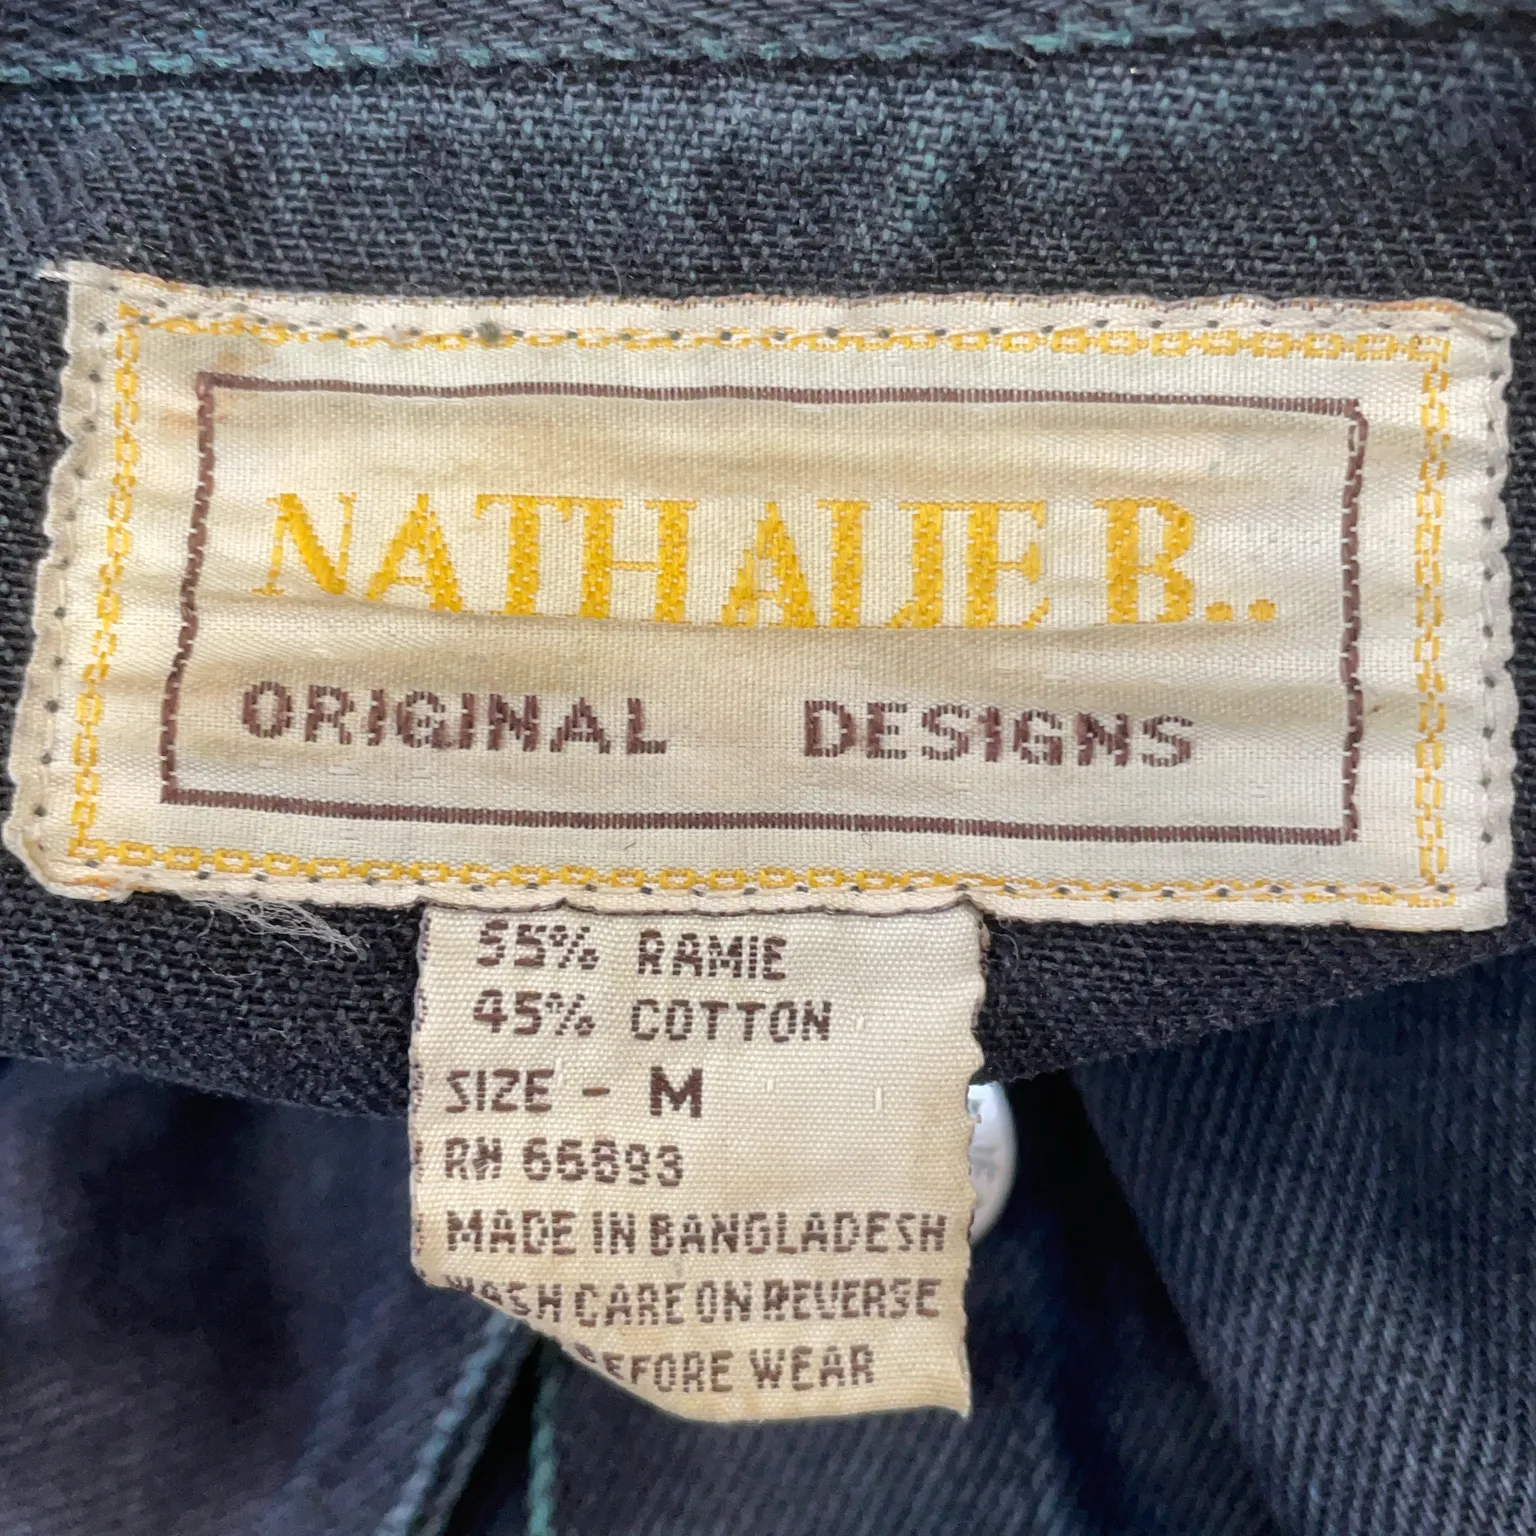 NATHALIE B..
ORIGINAL DESIGNS
55% RAMIE
45% COTTON
SIZE - M
RN 66893
MADE IN BANGLADESH
WASH CARE ON REVERSE
BEFORE WEAR